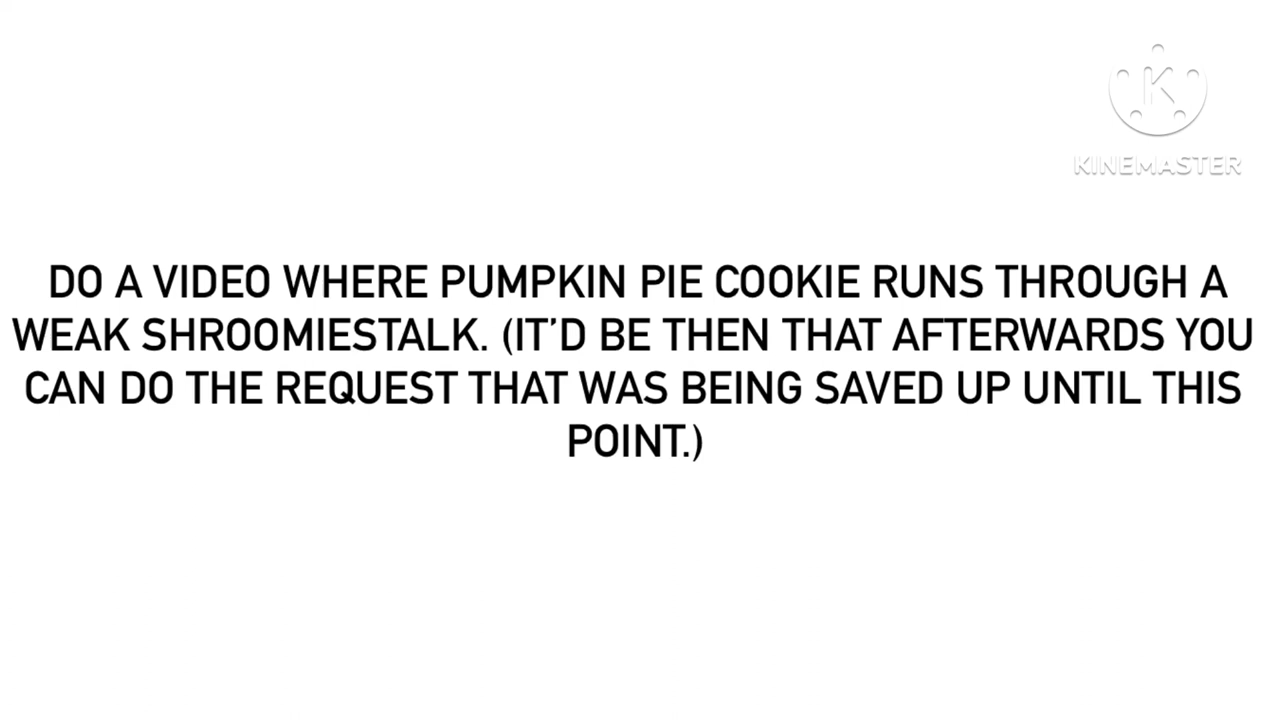 K
KINEMASTER
DO A VIDEO WHERE PUMPKIN PIE COOKIE RUNS THROUGH A
WEAK SHROOMIESTALK. (IT’D BE THEN THAT AFTERWARDS YOU
CAN DO THE REQUEST THAT WAS BEING SAVED UP UNTIL THIS
POINT.)